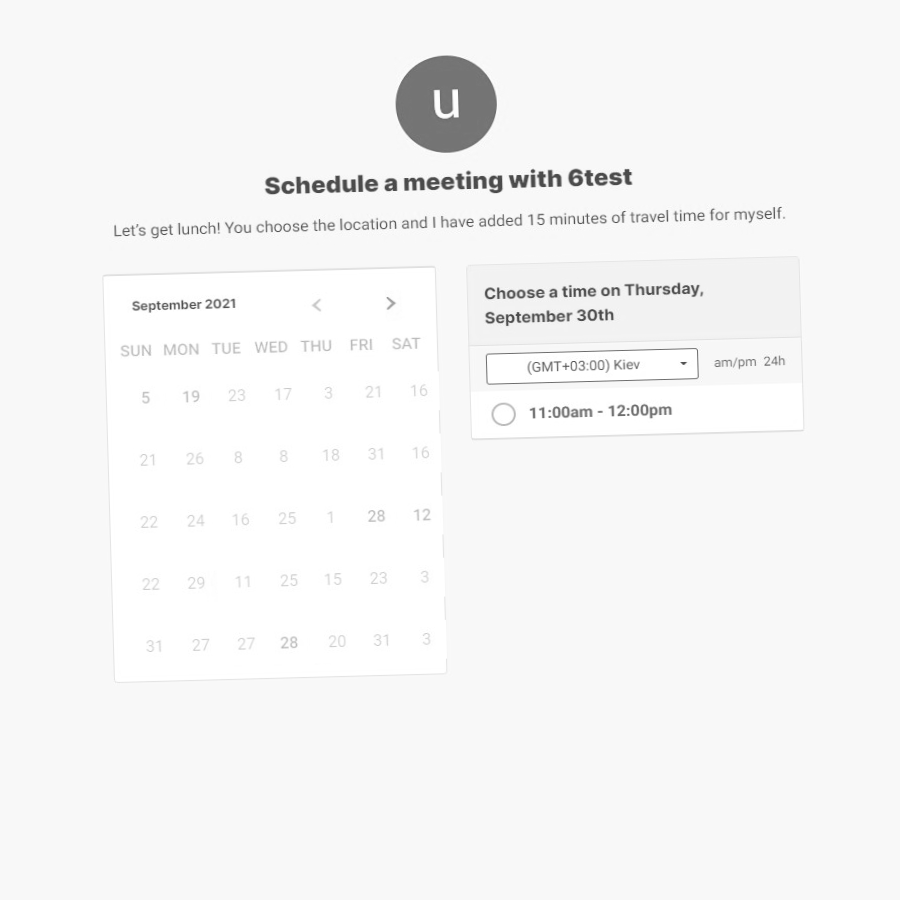 u
Schedule a meeting with 6test
Let's get lunch! You choose the location and I have added 15 minutes of travel time for myself.
September 2021
SUN MON TUE WED THU FRI SAT
5 19 23 17 3 21 16
21 26 8 8 18 31 16
22 24 16 25 1 28 12
22 29 11 25 15 23 3
31 27 27 28 20 31 3
Choose a time on Thursday,
September 30th
(GMT+03:00) Kiev am/pm 24h
11:00am - 12:00pm